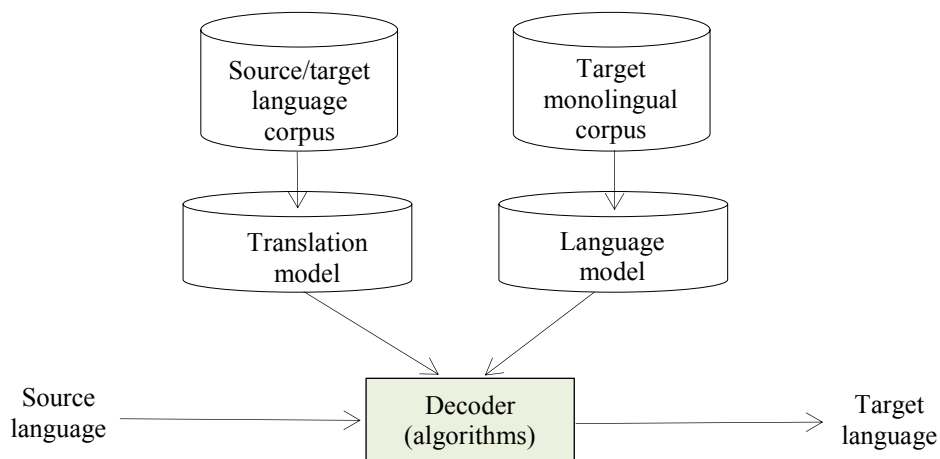 Source/target
language
corpus
Target
monolingual
corpus
Translation
model
Language
model
Source
language
Decoder
(algorithms)
Target
language